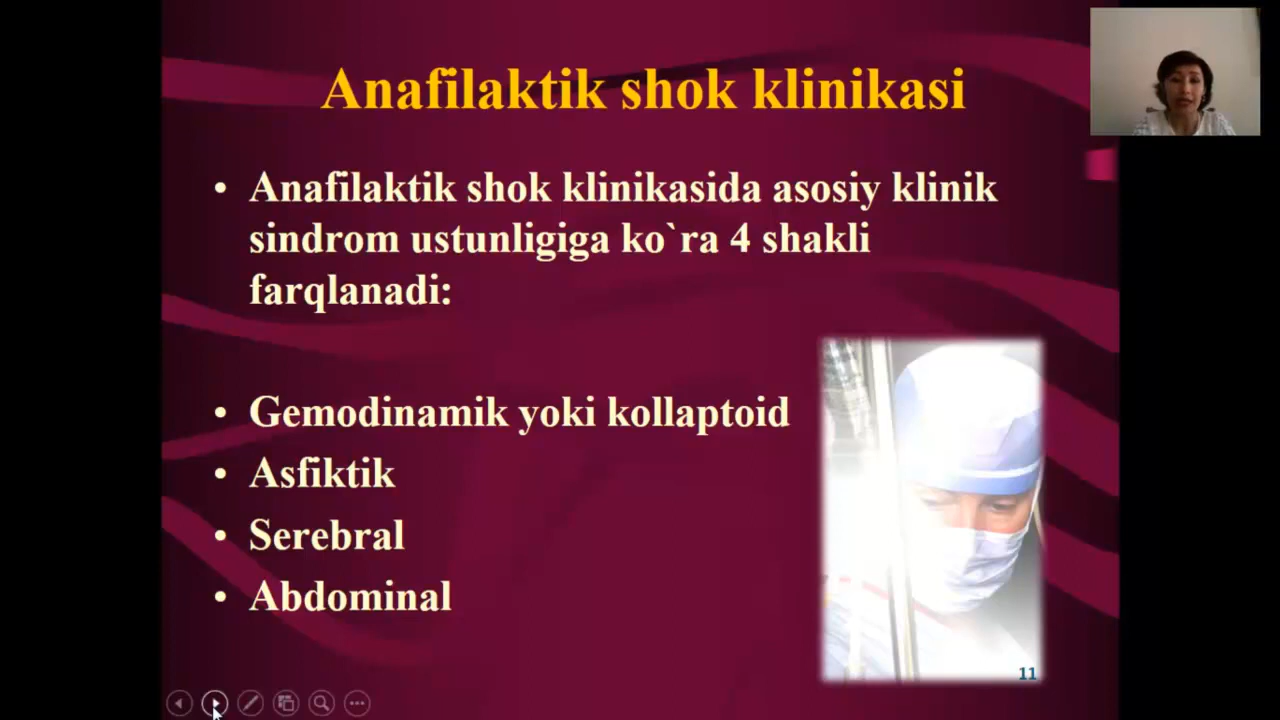 Anafilaktik shok klinikasi
• Anafilaktik shok klinikasida asosiy klinik
sindrom ustunligiga ko`ra 4 shakli
farqlanadi:
• Gemodinamik yoki kollaptoid
• Asfiktik
• Serebral
• Abdominal
11